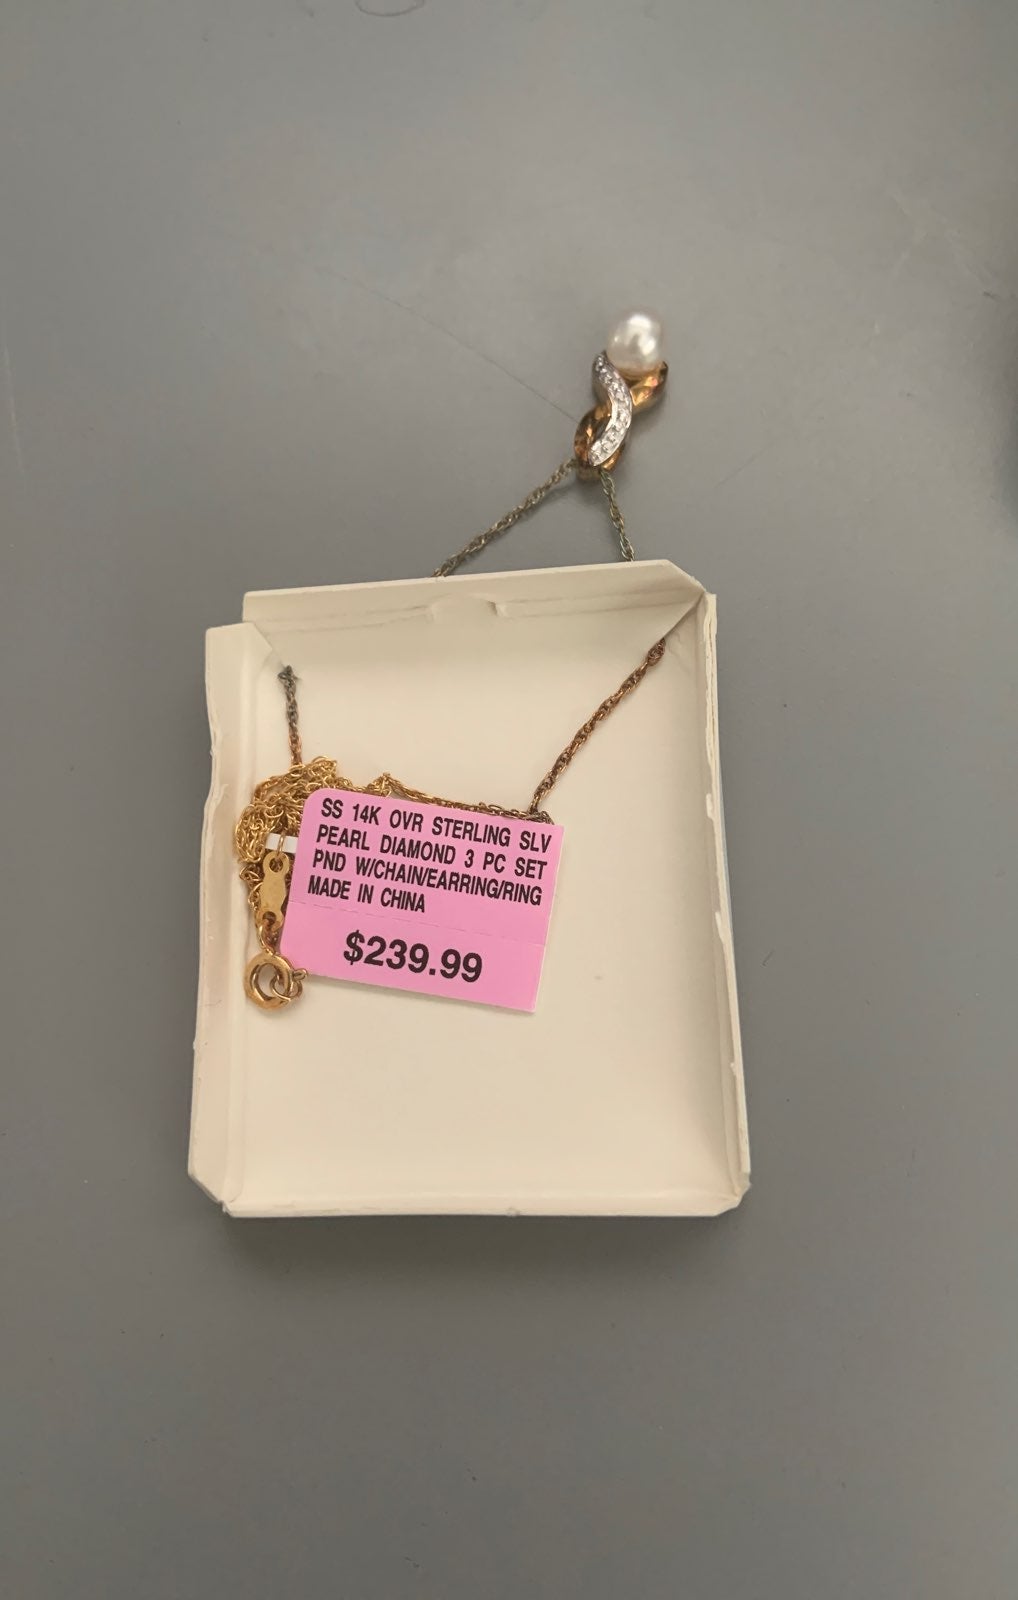 SS 14K OVR STERLING SLV
PEARL DIAMOND 3 PC SET
PND W/CHAIN/EARRING/RING
MADE IN CHINA
$239.99